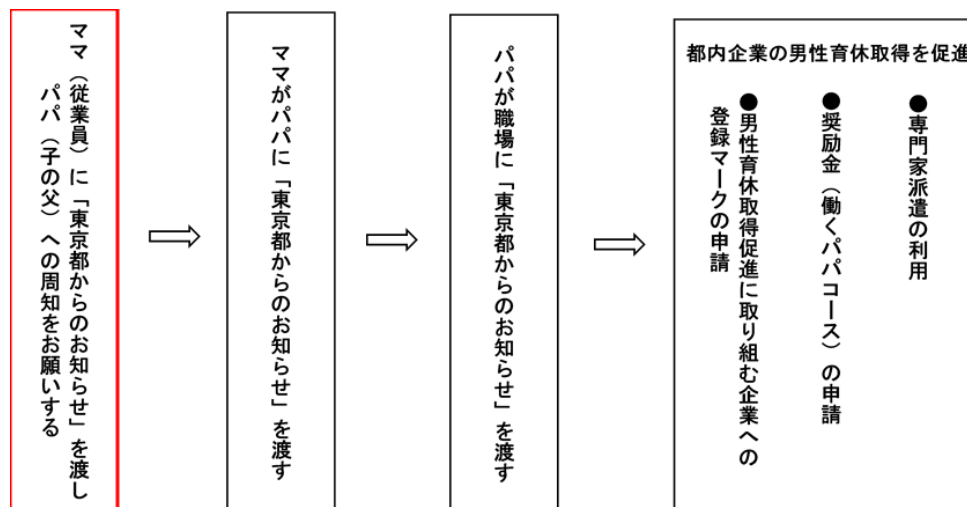 ママ（従業員）に「東京都からのお知らせ」を渡し
パパ（子の父）への周知をお願いする
ママがパパに「東京都からのお知らせ」を渡す
パパが職場に「東京都からのお知らせ」を渡す
都内企業の男性育休取得を促進
●専門家派遣の利用
●奨励金（働くパパコース）の申請
●男性育休取得促進に取り組む企業への
登録マークの申請